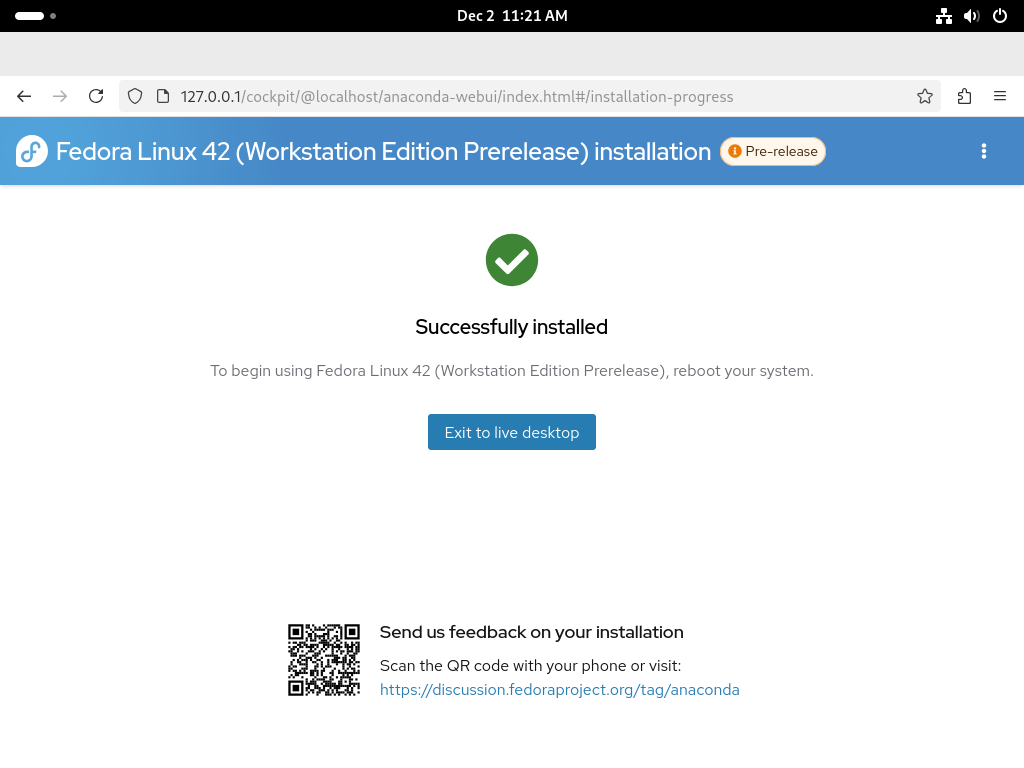 Dec 2 11:21 AM
127.0.0.1/cockpit/@localhost/anaconda-webui/index.html#/installation-progress
Fedora Linux 42 (Workstation Edition Prerelease) installation
Pre-release
Successfully installed
To begin using Fedora Linux 42 (Workstation Edition Prerelease), reboot your system.
Exit to live desktop
Send us feedback on your installation
Scan the QR code with your phone or visit:
https://discussion.fedoraproject.org/tag/anaconda